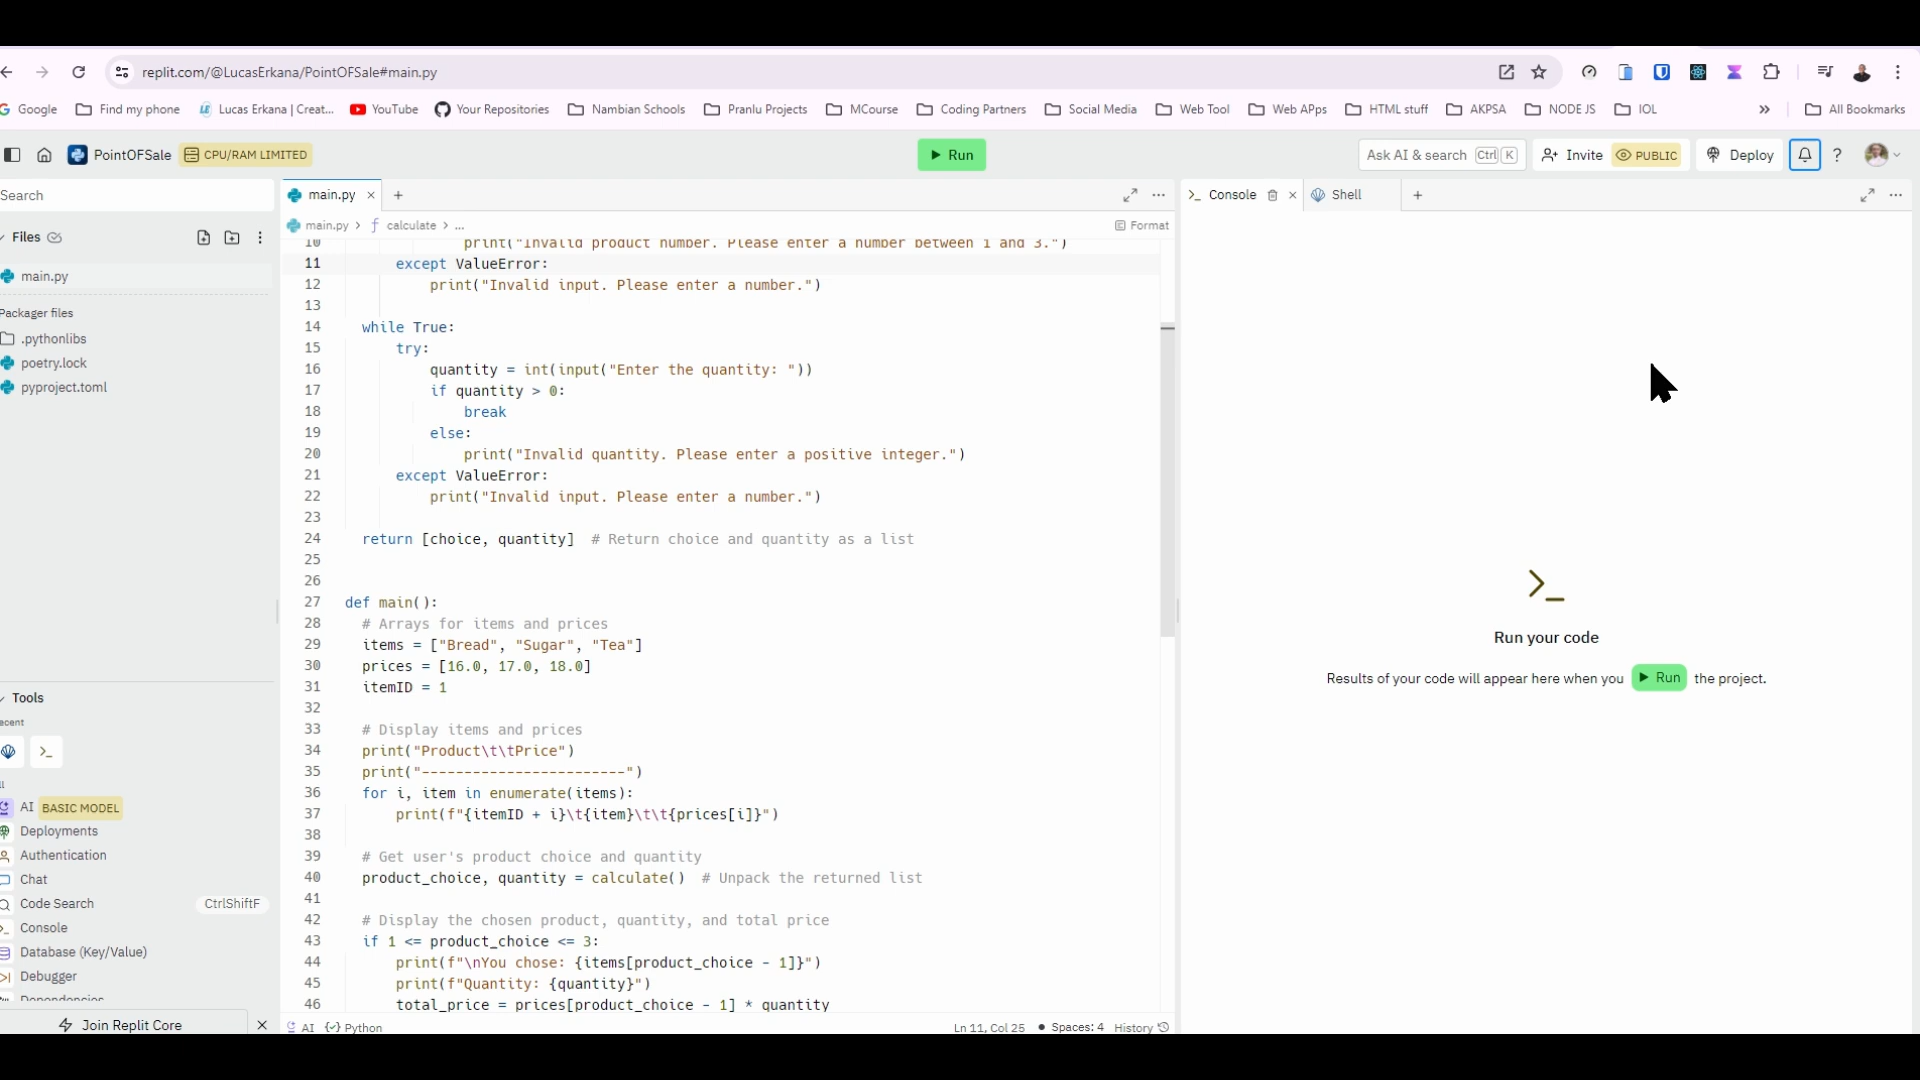 replit.com/@LucasErkana/PointOFSale#main.py
Google Find my phone Lucas Erkana | Creat... YouTube Your Repositories Nambian Schools Pranlu Projects MCourse Coding Partners Social Media Web Tool Web APps HTML stuff AKPSA NODE JS IOL » All Bookmarks
PointOFSale CPU/RAM LIMITED Run Ask AI & search Ctrl K Invite PUBLIC Deploy ?
Search
main.py × + Console × Shell +
Files
main.py > calculate > ... Format
main.py
Packager files
.pythonlibs
poetry.lock
pyproject.toml
10 print("Invalid product number. Please enter a number between 1 and 3.")
11 except ValueError:
12 print("Invalid input. Please enter a number.")
13
14 while True:
15 try:
16 quantity = int(input("Enter the quantity: "))
17 if quantity > 0:
18 break
19 else:
20 print("Invalid quantity. Please enter a positive integer.")
21 except ValueError:
22 print("Invalid input. Please enter a number.")
23
24 return [choice, quantity] # Return choice and quantity as a list
25
26
27 def main():
28 # Arrays for items and prices
29 items = ["Bread", "Sugar", "Tea"]
30 prices = [16.0, 17.0, 18.0]
31 itemID = 1
32
33 # Display items and prices
34 print("Product\t\tPrice")
35 print("------------------------")
36 for i, item in enumerate(items):
37 print(f"{itemID + i}\t{item}\t\t{prices[i]}")
38
39 # Get user's product choice and quantity
40 product_choice, quantity = calculate() # Unpack the returned list
41
42 # Display the chosen product, quantity, and total price
43 if 1 <= product_choice <= 3:
44 print(f"\nYou chose: {items[product_choice - 1]}")
45 print(f"Quantity: {quantity}")
46 total_price = prices[product_choice - 1] * quantity
>_
Run your code
Results of your code will appear here when you Run the project.
Tools
ecent
AI BASIC MODEL
Deployments
Authentication
Chat
Code Search CtrlShiftF
Console
Database (Key/Value)
Debugger
Dependencies
Join Replit Core ×
AI Python Ln 11, Col 25 Spaces: 4 History